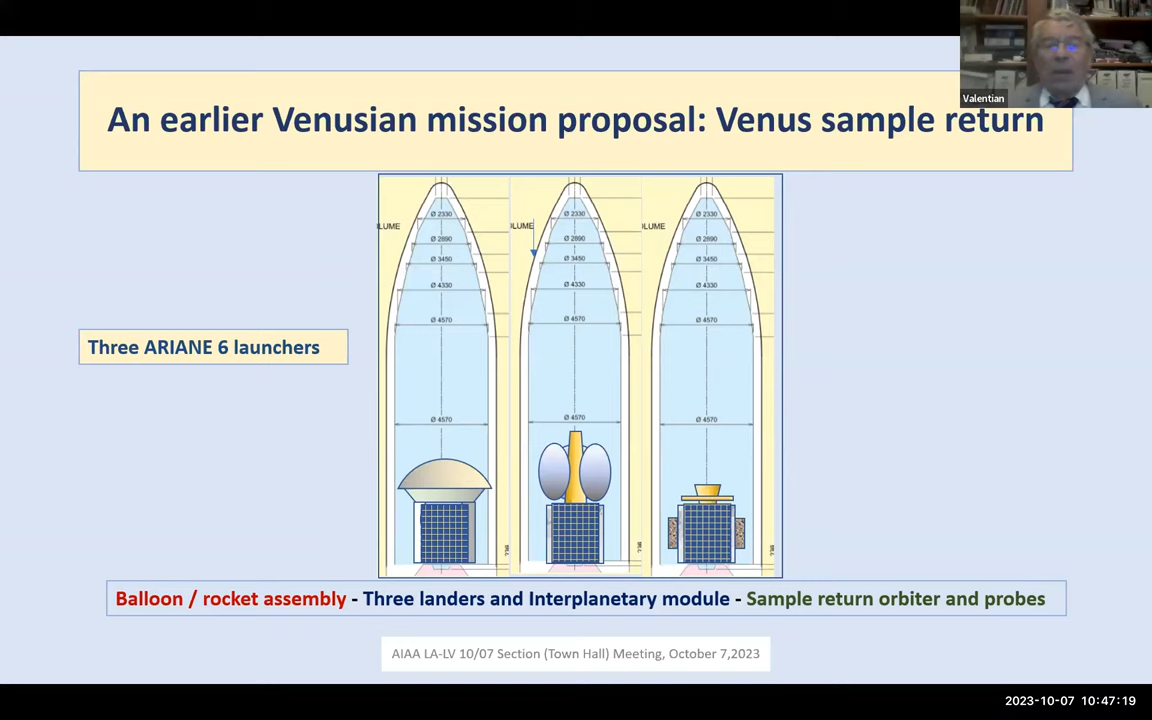 Valentian
An earlier Venusian mission proposal: Venus sample return
Ø 2330
Ø 2330
Ø 2330
OLUME
OLUME
OLUME
Ø 2890
Ø 2890
Ø 2890
Ø 3450
Ø 3450
Ø 3450
Ø 4330
Ø 4330
Ø 4330
Ø 4570
Ø 4570
Ø 4570
Three ARIANE 6 launchers
Ø 4570
Ø 4570
Ø 4570
Balloon / rocket assembly - Three landers and Interplanetary module - Sample return orbiter and probes
AIAA LA-LV 10/07 Section (Town Hall) Meeting, October 7,2023
2023-10-07 10:47:19